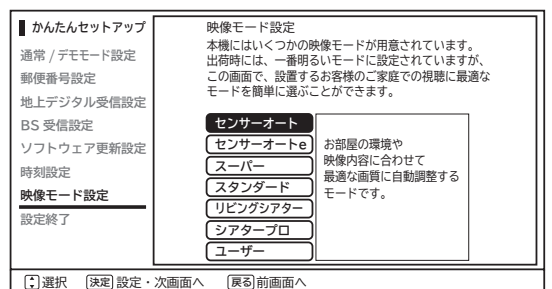 かんたんセットアップ
通常 / デモモード設定
郵便番号設定
地上デジタル受信設定
BS 受信設定
ソフトウェア更新設定
時刻設定
映像モード設定
設定終了
映像モード設定
本機にはいくつかの映像モードが用意されています。
出荷時には、一番明るいモードに設定されていますが、
この画面で、設置するお客様のご家庭での視聴に最適な
モードを簡単に選ぶことができます。
センサーオート
センサーオートe
スーパー
スタンダード
リビングシアター
シアタープロ
ユーザー
お部屋の環境や
映像内容に合わせて
最適な画質に自動調整する
モードです。
選択 決定 設定・次画面へ 戻る 前画面へ